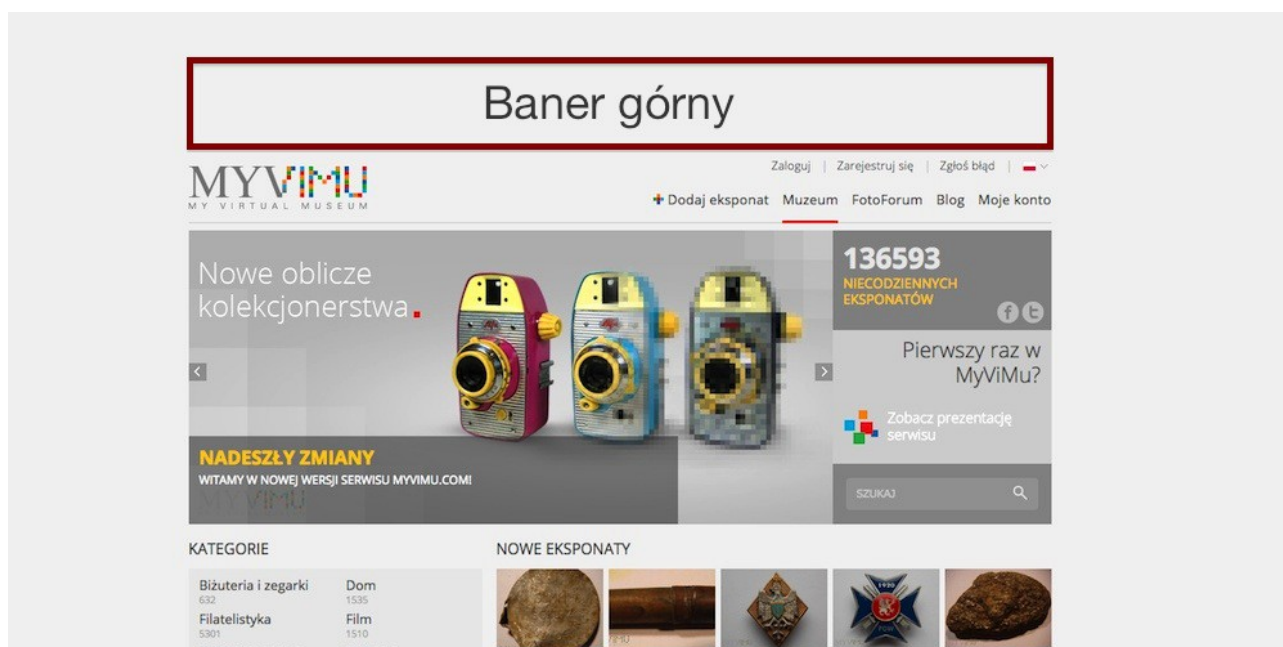 Baner górny
MYVIMU
MY VIRTUAL MUSEUM
Zaloguj | Zarejestruj się | Zgłoś błąd |
Dodaj eksponat Muzeum FotoForum Blog Moje konto
Nowe oblicze
kolekcjonerstwa.
NADESZŁY ZMIANY
WITAMY W NOWEJ WERSJI SERWISU MYVIMU.COM!
MYVIMU
136593
NIECODZIENNYCH
EKSPONATÓW
Pierwszy raz w
MyViMu?
Zobacz prezentację
serwisu
SZUKAJ
KATEGORIE
Biżuteria i zegarki Dom
632 1535
Filatelistyka Film
5301 1510
NOWE EKSPONATY
1920